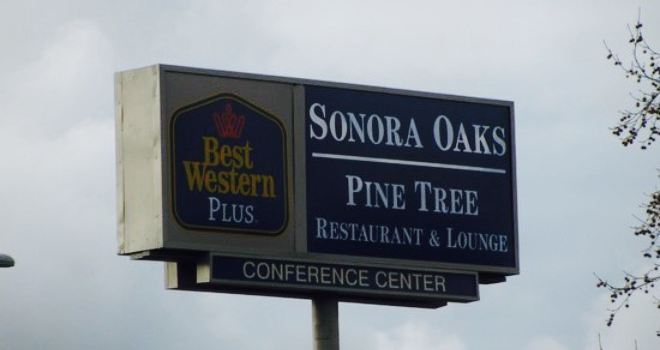 Best
Western
PLUS
SONORA OAKS
PINE TREE
RESTAURANT & LOUNGE
CONFERENCE CENTER